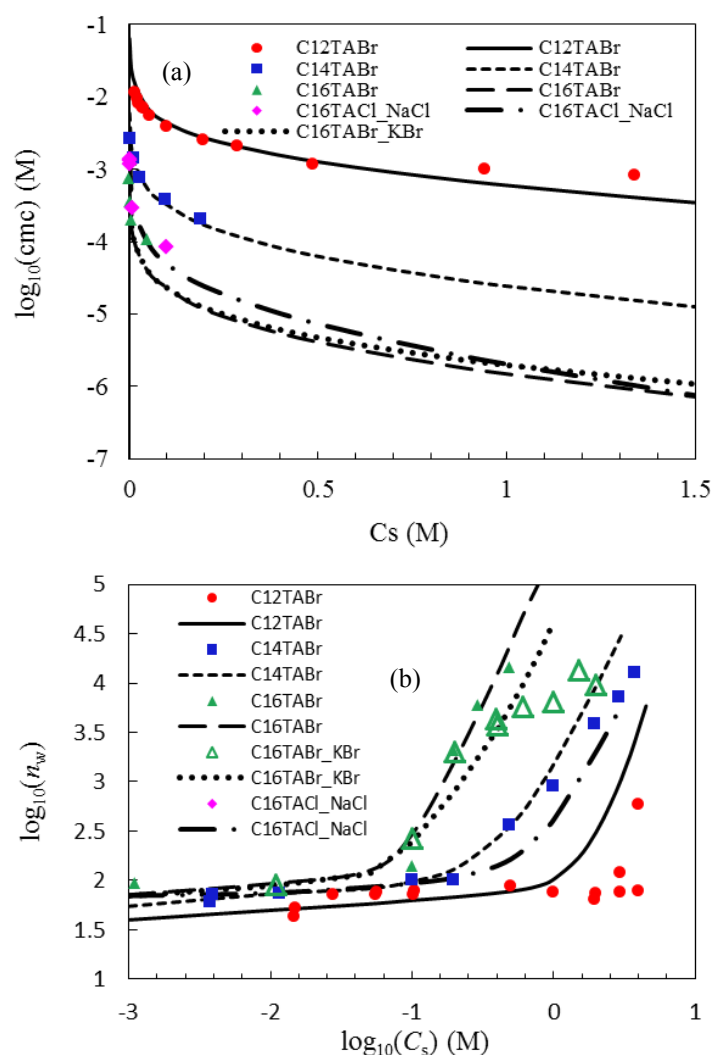 -1
-2
-3
-4
-5
-6
-7
log10(cmc) (M)
(a)
C12TABr C12TABr
C14TABr C14TABr
C16TABr C16TABr
C16TACl_NaCl C16TACl_NaCl
C16TABr_KBr
0 0.5 1 1.5
Cs (M)
5
4.5
4
3.5
3
2.5
2
1.5
1
log10(nw)
C12TABr
C12TABr
C14TABr
C14TABr
C16TABr
C16TABr
C16TABr_KBr
C16TABr_KBr
C16TACl_NaCl
C16TACl_NaCl
(b)
-3 -2 -1 0 1
log10(Cs) (M)